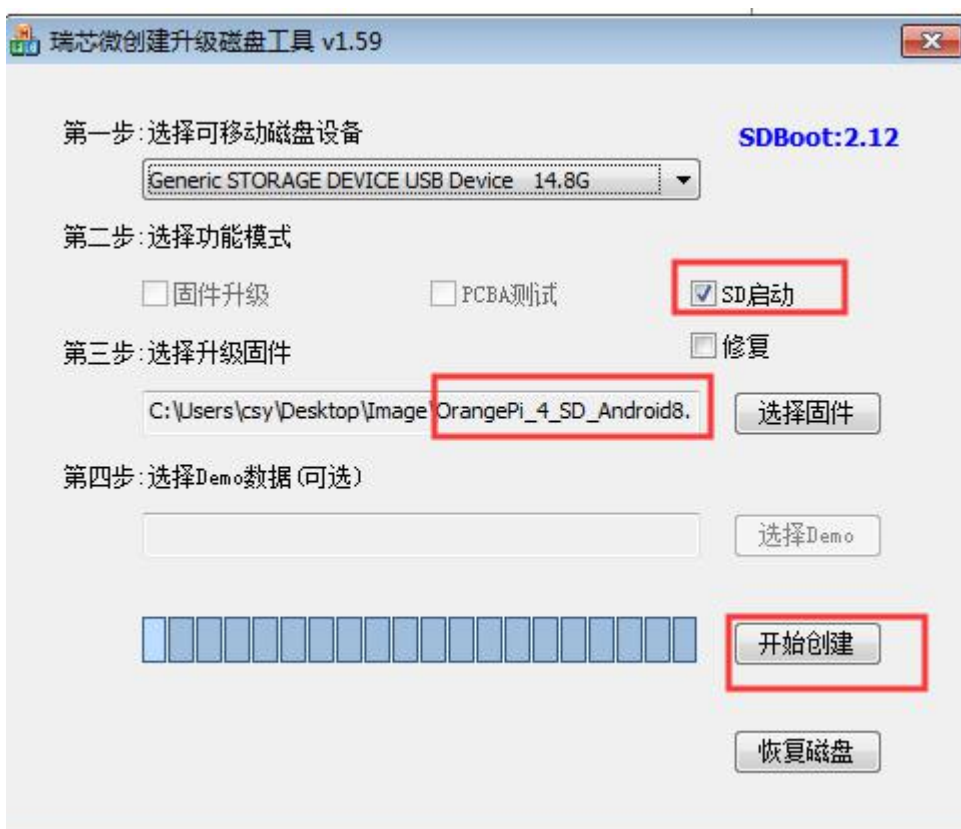 瑞芯微创建升级磁盘工具 v1.59
第一步:选择可移动磁盘设备
SDBoot:2.12
Generic STORAGE DEVICE USB Device 14.8G
第二步:选择功能模式
固件升级 PCBA测试 SD启动
第三步:选择升级固件 修复
C:\Users\csy\Desktop\Image\OrangePi_4_SD_Android8. 选择固件
第四步:选择Demo数据(可选)
选择Demo
开始创建
恢复磁盘